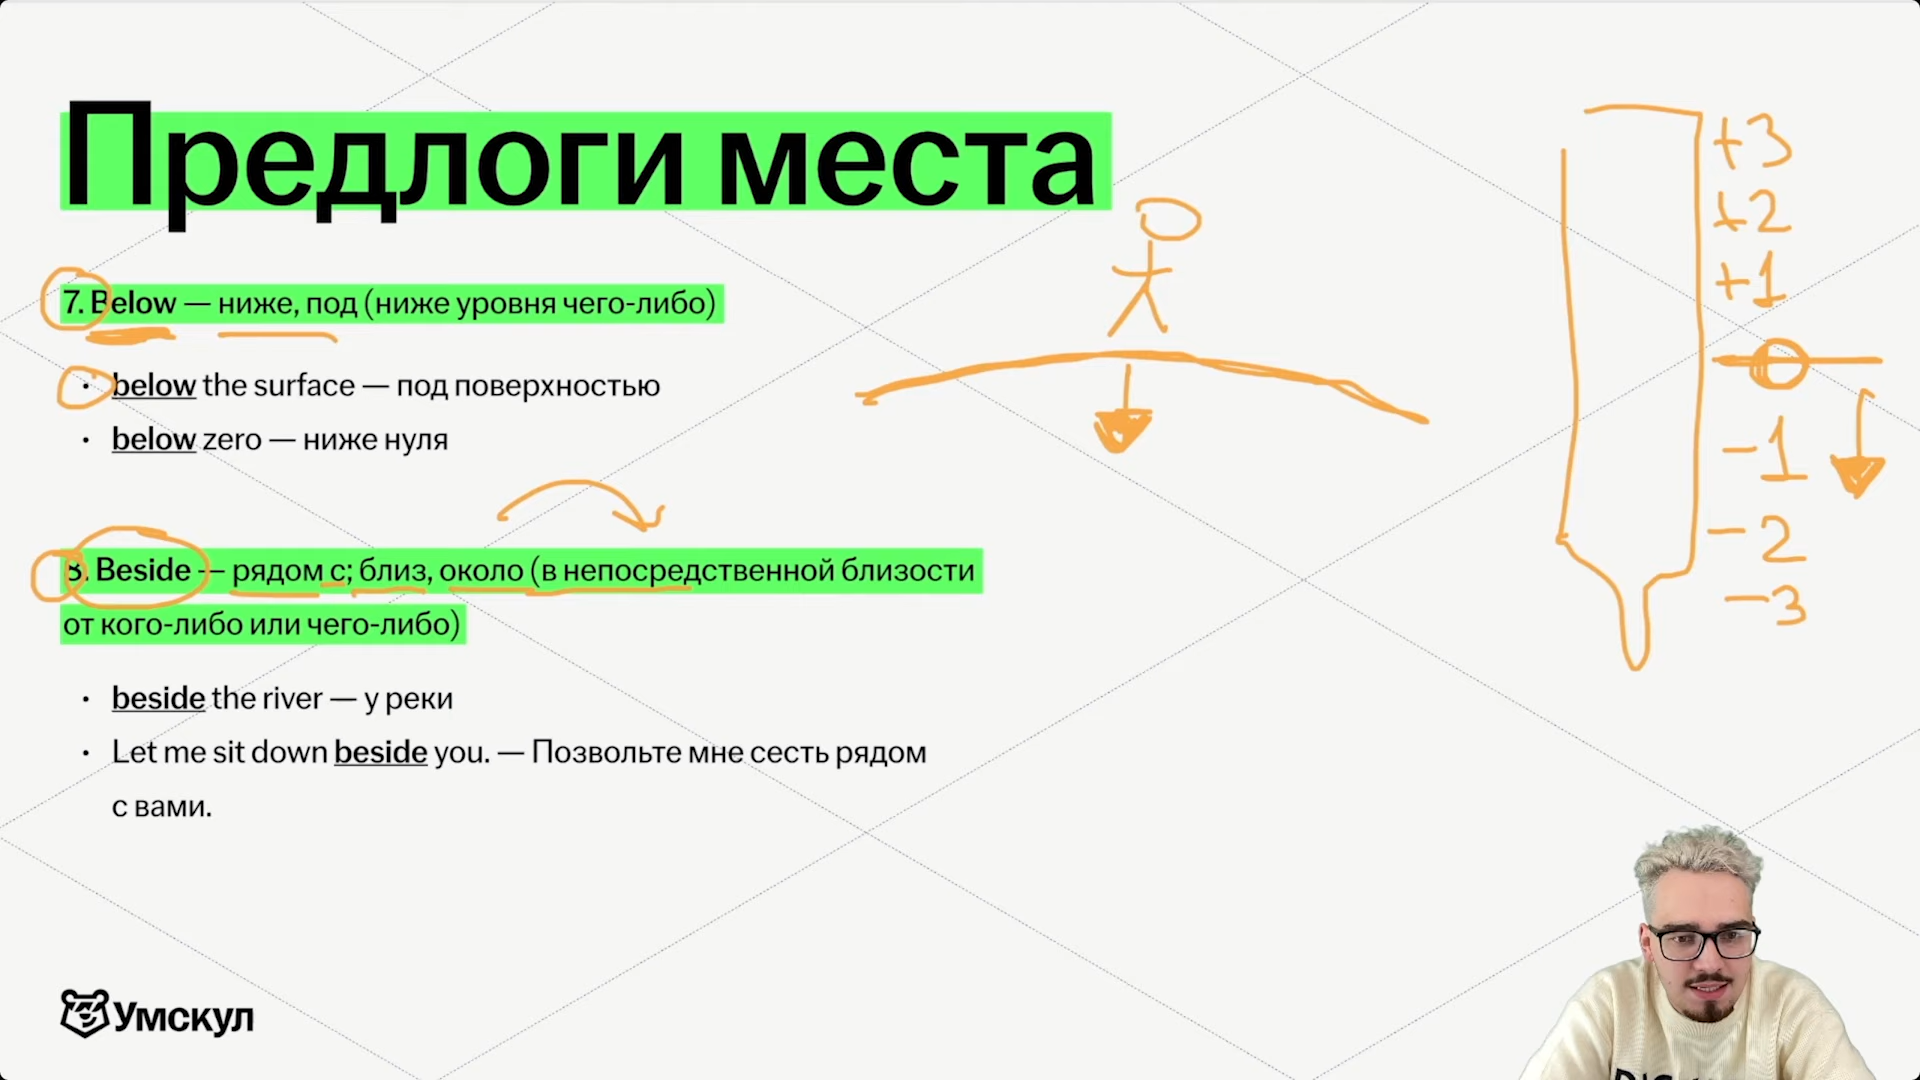 Предлоги места
7. Below — ниже, под (ниже уровня чего-либо)
• below the surface — под поверхностью
• below zero — ниже нуля
8. Beside — рядом с; близ, около (в непосредственной близости
от кого-либо или чего-либо)
• beside the river — у реки
• Let me sit down beside you. — Позвольте мне сесть рядом
с вами.
+3
+2
+1
0
-1
-2
-3
Умскул